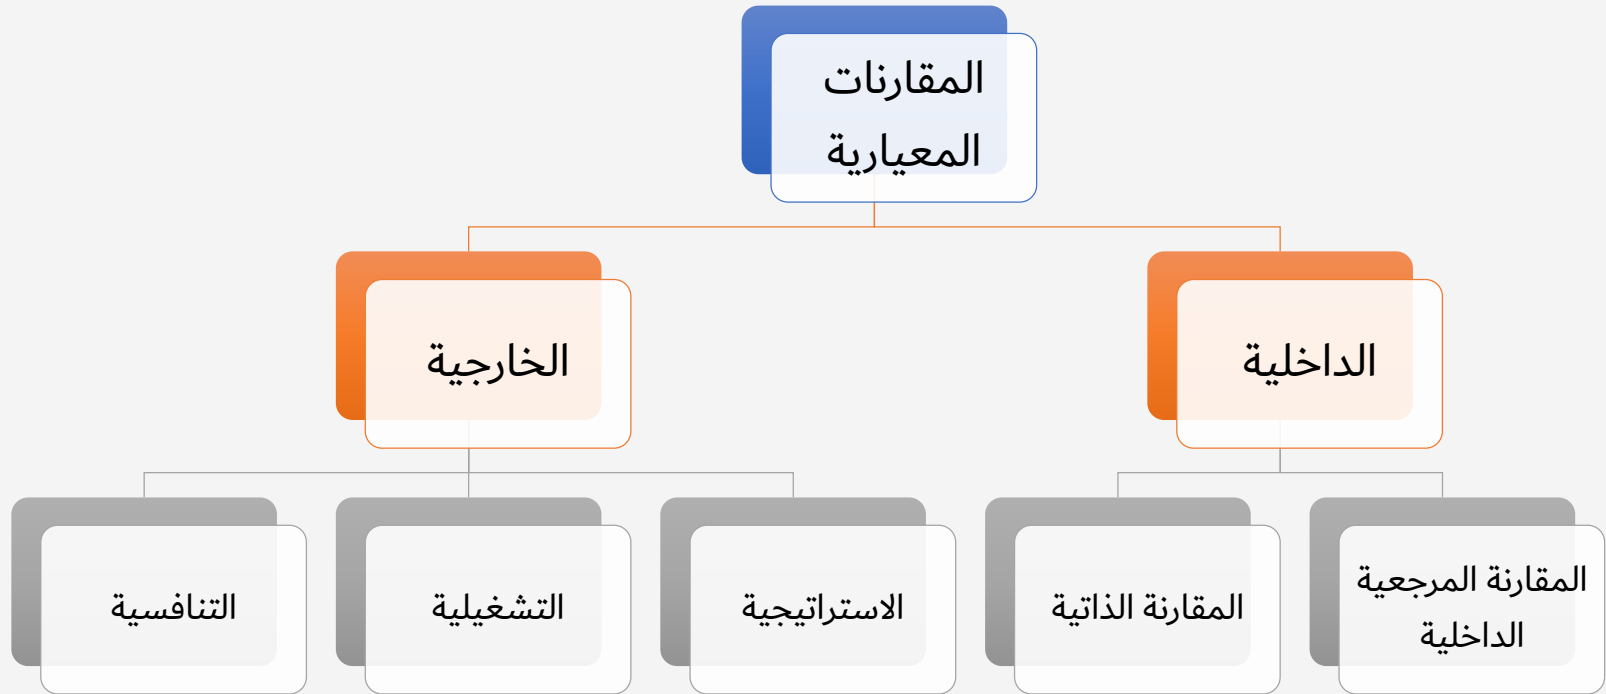 المقارنات
المعيارية
الداخلية
الخارجية
المقارنة المرجعية
الداخلية
المقارنة الذاتية
الاستراتيجية
التشغيلية
التنافسية